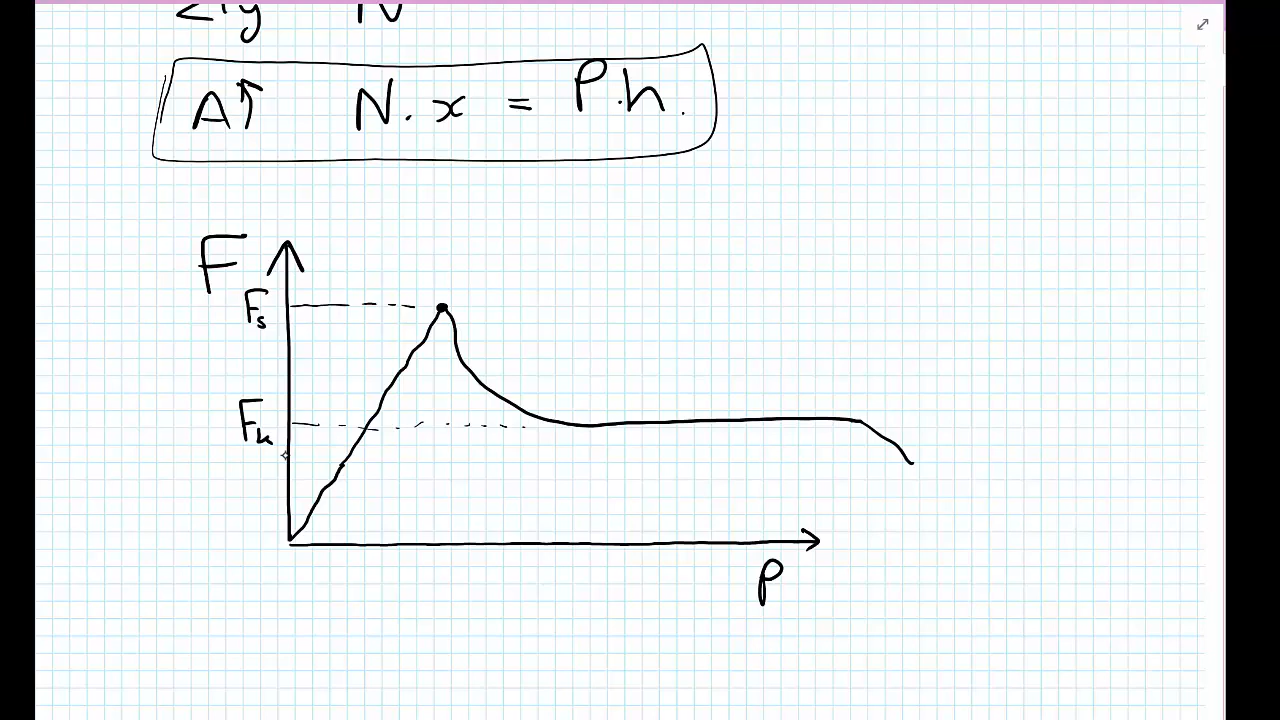 A↑ N. x = P.h.
F
Fs
Fk
P